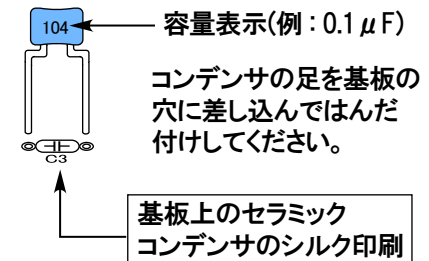 104
容量表示(例：0.1μF)
コンデンサの足を基板の
穴に差し込んではんだ
付けしてください。
C3
基板上のセラミック
コンデンサのシルク印刷